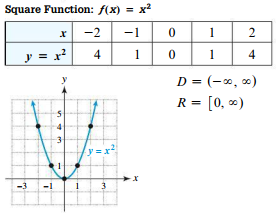 Square Function: f(x) = x²
x −2 −1 0 1 2
y = x² 4 1 0 1 4
D = (−∞, ∞)
R = [0, ∞)
y
5
4
3
y = x²
1
x
−3 −1 1 3